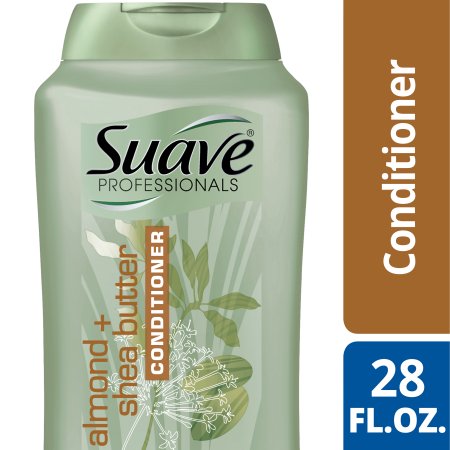 Suave®
PROFESSIONALS
almond +
shea butter
CONDITIONER
Conditioner
28
FL.OZ.